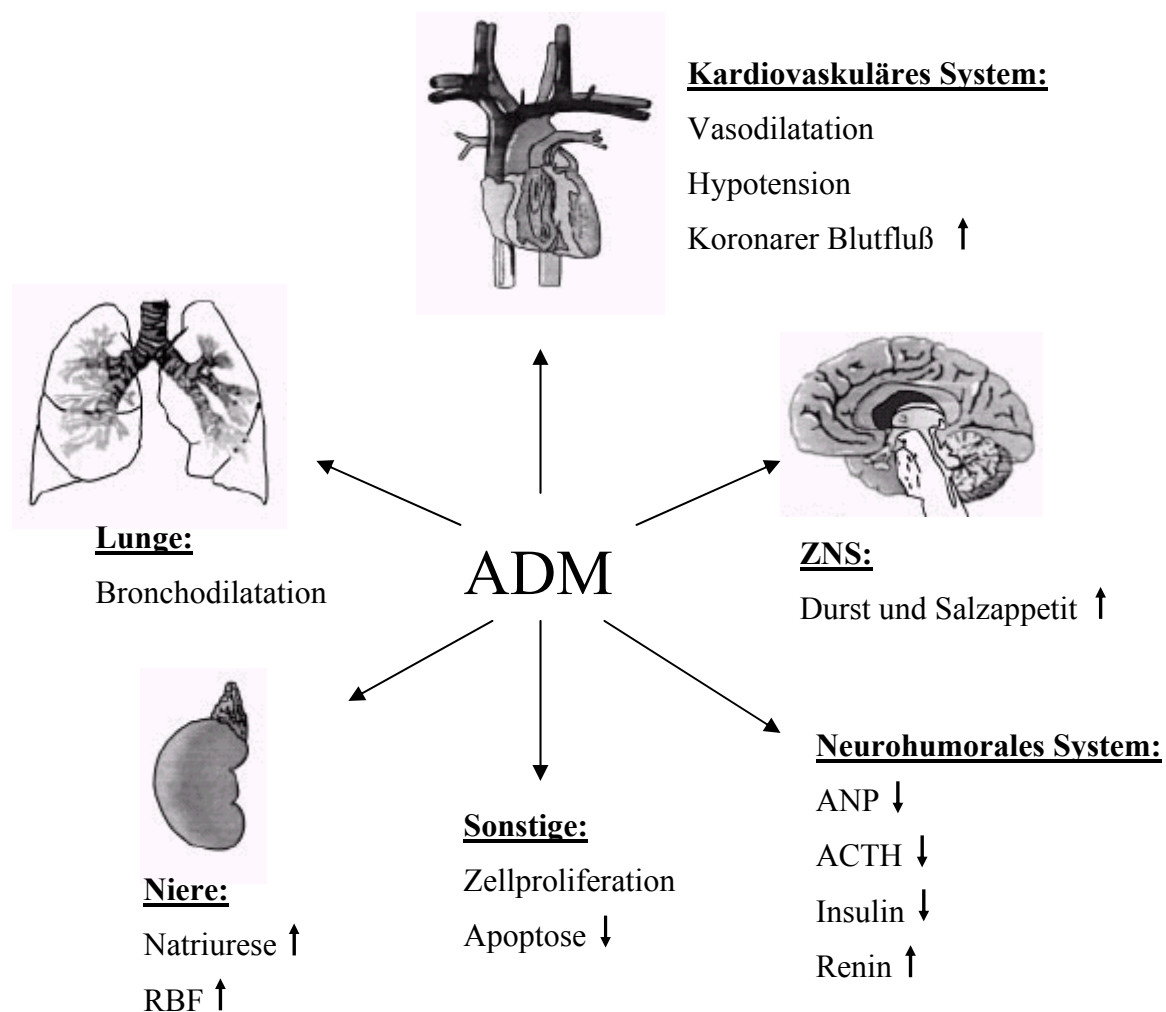 Kardiovaskuläres System:
Vasodilatation
Hypotension
Koronarer Blutfluß ↑
Lunge:
Bronchodilatation
ADM
ZNS:
Durst und Salzappetit ↑
Niere:
Natriurese ↑
RBF ↑
Sonstige:
Zellproliferation
Apoptose ↓
Neurohumorales System:
ANP ↓
ACTH ↓
Insulin ↓
Renin ↑